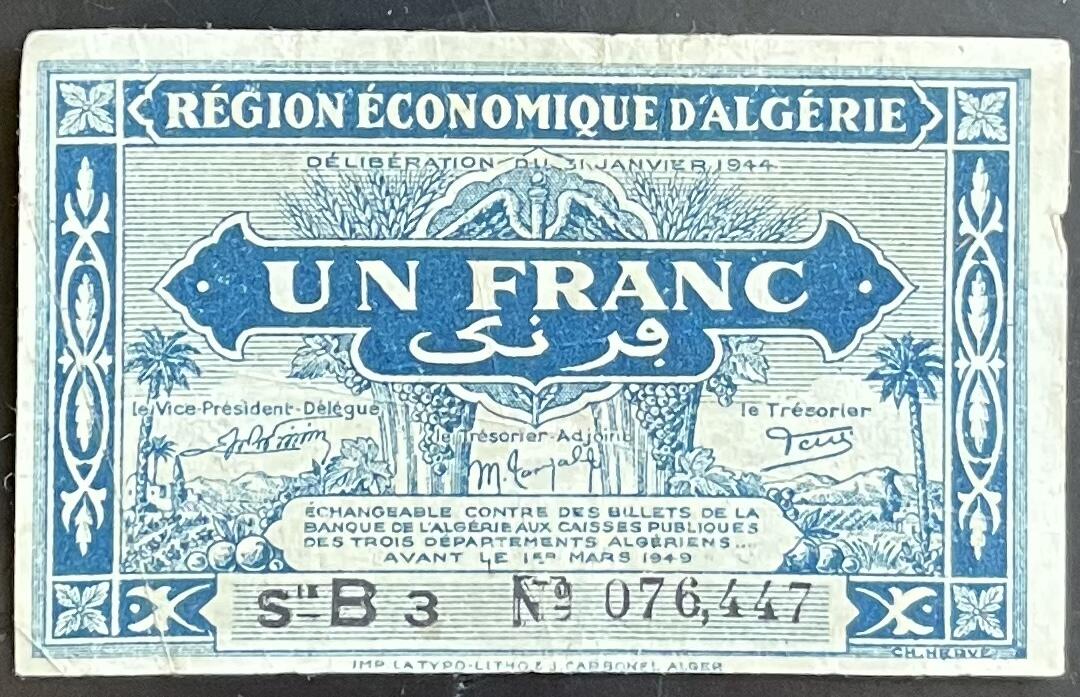 RÉGION ÉCONOMIQUE D'ALGÉRIE
DÉLIBÉRATION DU 31 JANVIER 1944
UN FRANC
فرنك
le Vice-Président-Délégué
le Trésorier-Adjoint
le Trésorier
ÉCHANGEABLE CONTRE DES BILLETS DE LA
BANQUE DE L'ALGÉRIE AUX CAISSES PUBLIQUES
DES TROIS DÉPARTEMENTS ALGÉRIENS...
AVANT LE 1ER MARS 1949
Sie B 3 No 076,447
CH. HERVÉ
IMP. LA TYPO-LITHO & J. CARBONEL ALGER